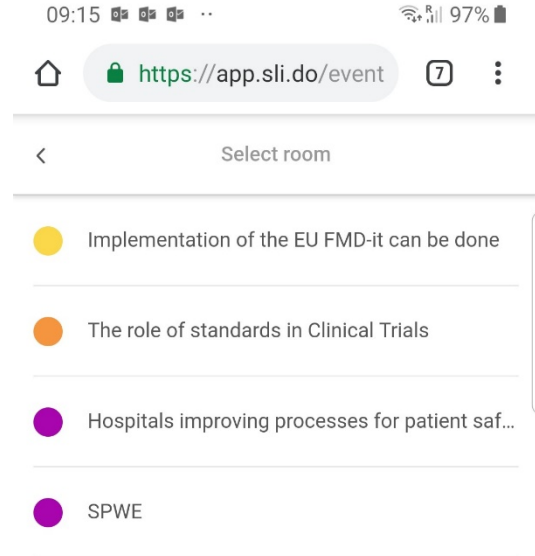 09:15
97%
https://app.sli.do/event
7
Select room
Implementation of the EU FMD-it can be done
The role of standards in Clinical Trials
Hospitals improving processes for patient saf...
SPWE